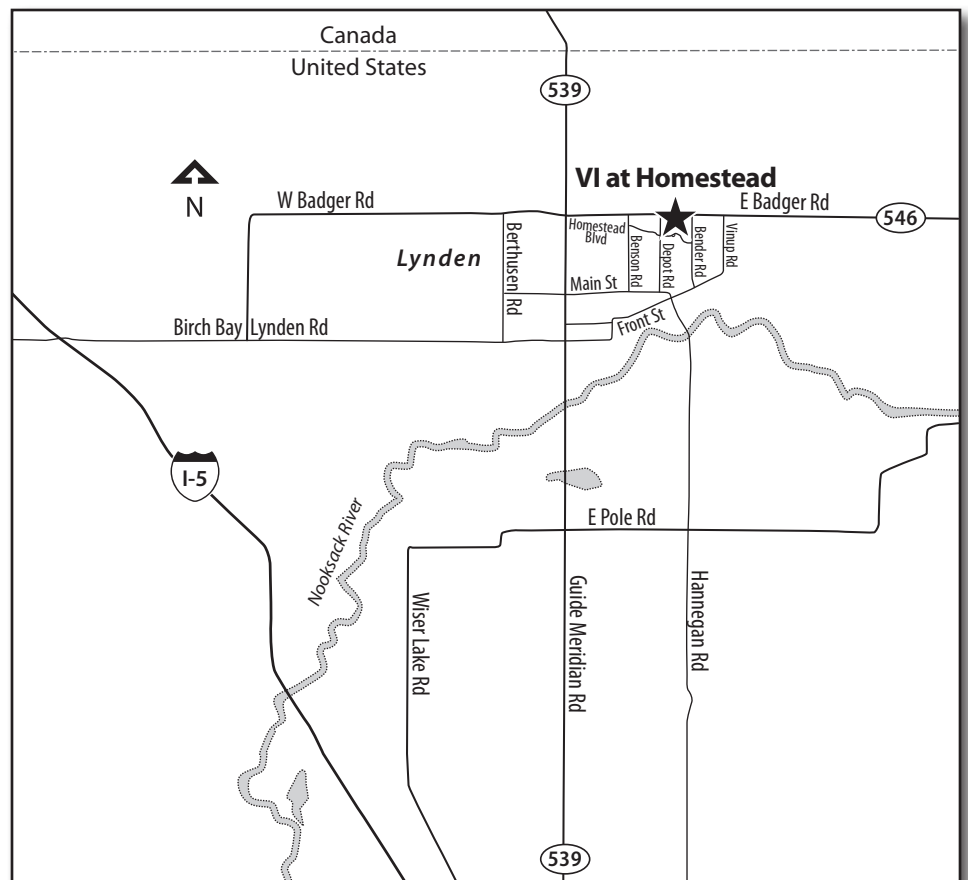 Canada
United States
539
VI at Homestead
N
W Badger Rd
E Badger Rd
546
Homestead
Blvd
Benson Rd
Depot Rd
Bender Rd
Vinup Rd
Lynden
Berthusen Rd
Main St
Birch Bay Lynden Rd
Front St
I-5
Nooksack River
E Pole Rd
Wiser Lake Rd
Guide Meridian Rd
Hannegan Rd
539